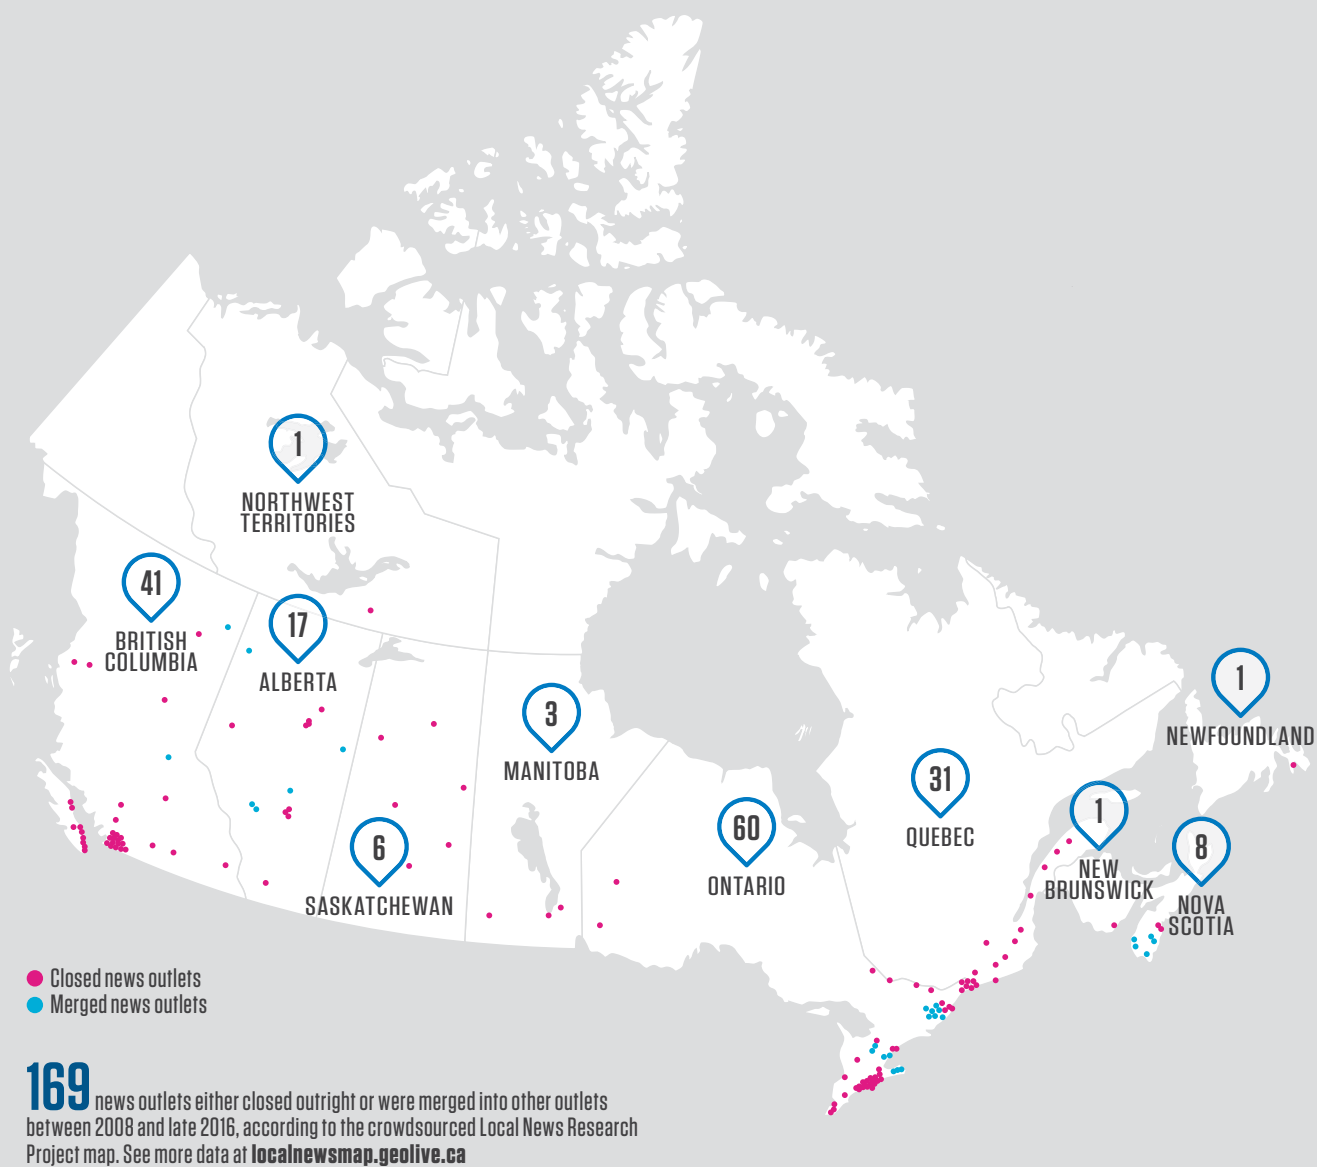 1
NORTHWEST
TERRITORIES
41
BRITISH
COLUMBIA
17
ALBERTA
3
MANITOBA
6
SASKATCHEWAN
60
ONTARIO
31
QUEBEC
1
NEW
BRUNSWICK
8
NOVA
SCOTIA
1
NEWFOUNDLAND
Closed news outlets
Merged news outlets
169 news outlets either closed outright or were merged into other outlets
between 2008 and late 2016, according to the crowdsourced Local News Research
Project map. See more data at localnewsmap.geolive.ca